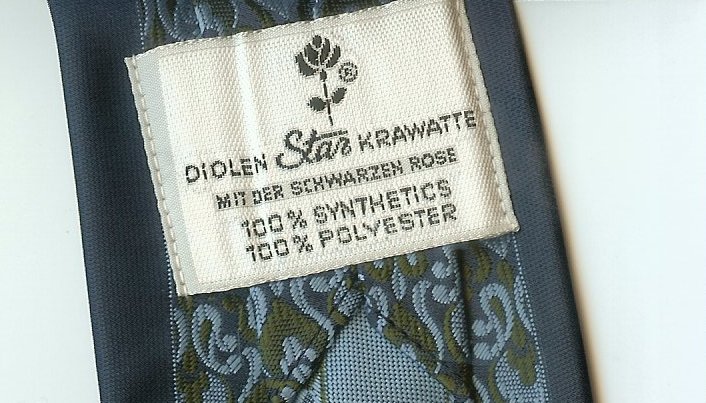 ®
DIOLEN Star KRAWATTE
MIT DER SCHWARZEN ROSE
100% SYNTHETICS
100% POLYESTER